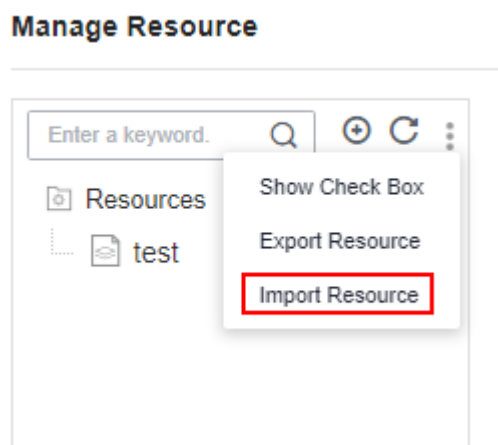 Manage Resource
Enter a keyword.
Show Check Box
Resources
Export Resource
test
Import Resource